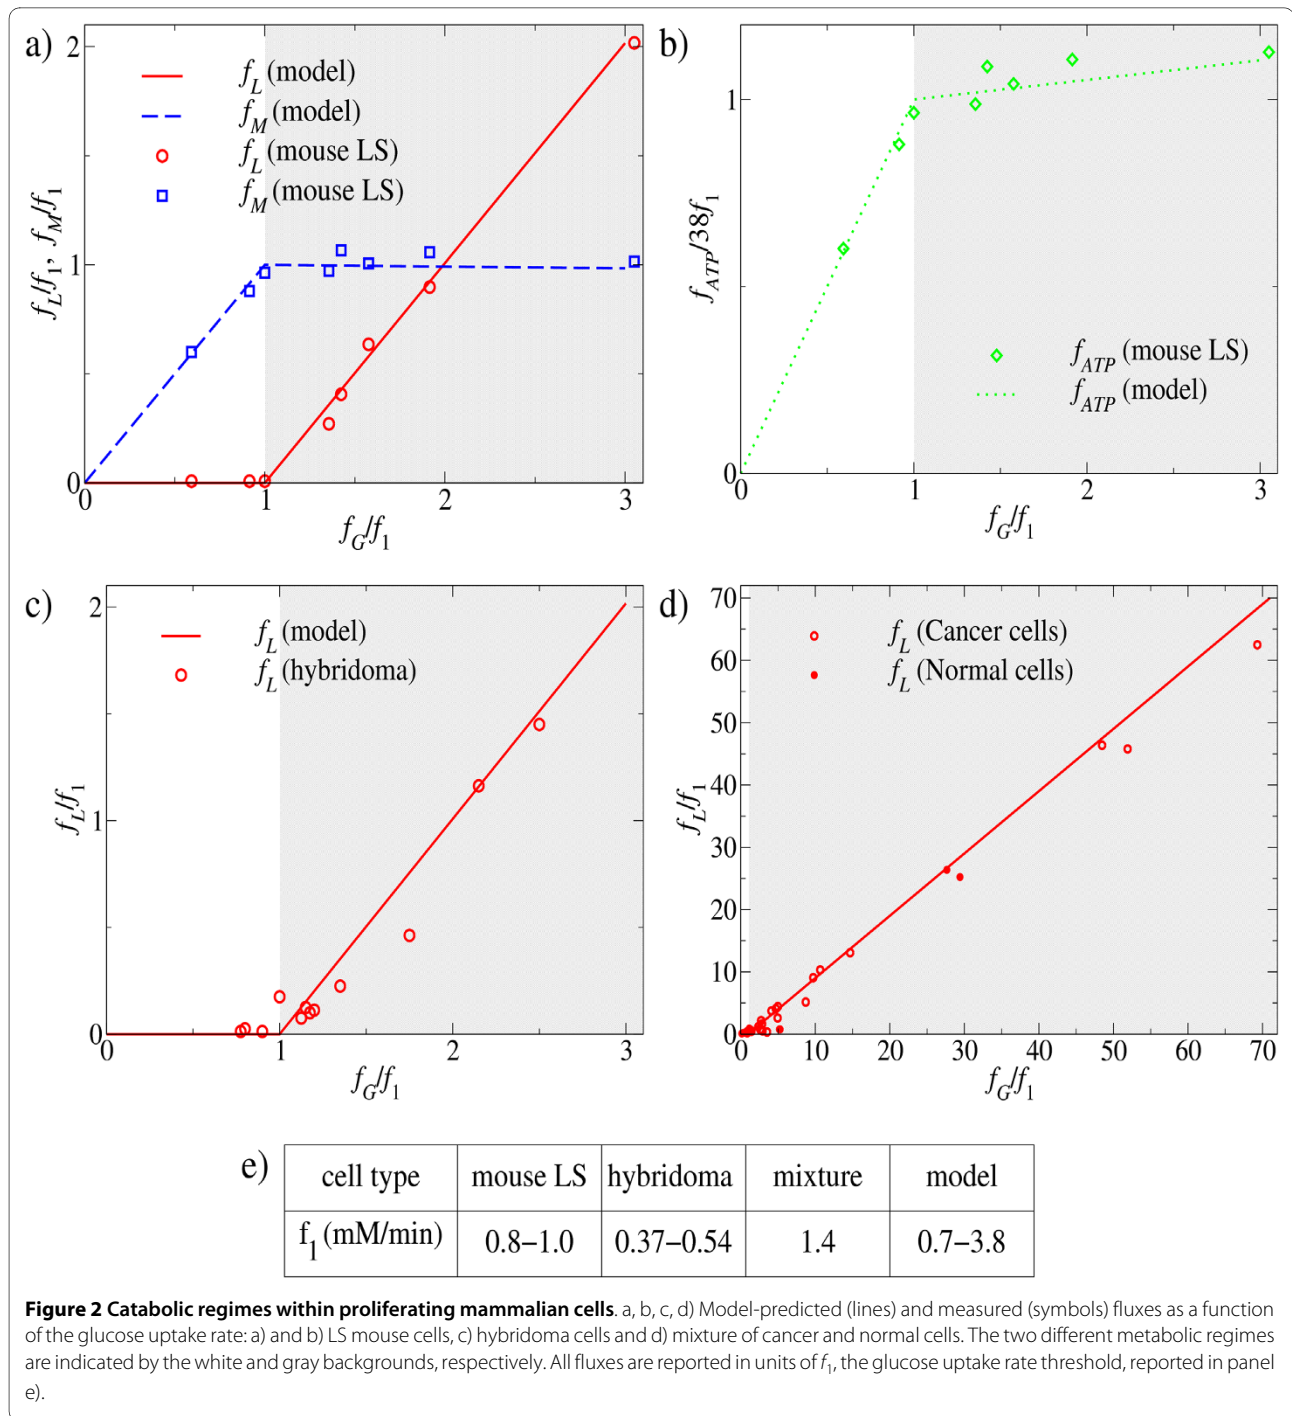 a)
2
1
0
0
1
2
3
f_L/f_1, f_M/f_1
f_G/f_1
f_L (model)
f_M (model)
f_L (mouse LS)
f_M (mouse LS)
b)
1
0
0
1
2
3
f_ATP/38f_1
f_G/f_1
f_ATP (mouse LS)
f_ATP (model)
c)
2
1
0
0
1
2
3
f_L/f_1
f_G/f_1
f_L (model)
f_L (hybridoma)
d)
70
60
50
40
30
20
10
0
0 10 20 30 40 50 60 70
f_L/f_1
f_G/f_1
f_L (Cancer cells)
f_L (Normal cells)
e)
cell type mouse LS hybridoma mixture model
f_1 (mM/min) 0.8–1.0 0.37–0.54 1.4 0.7–3.8
Figure 2 Catabolic regimes within proliferating mammalian cells. a, b, c, d) Model-predicted (lines) and measured (symbols) fluxes as a function
of the glucose uptake rate: a) and b) LS mouse cells, c) hybridoma cells and d) mixture of cancer and normal cells. The two different metabolic regimes
are indicated by the white and gray backgrounds, respectively. All fluxes are reported in units of f_1, the glucose uptake rate threshold, reported in panel
e).